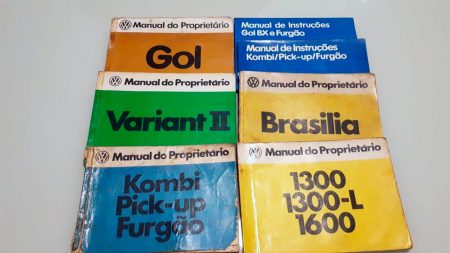 Manual do Proprietário
Gol
Manual de Instruções
Gol BX e Furgão
Manual de Instruções
Kombi/Pick-up/Furgão
Manual do Proprietário
Variant II
Manual do Proprietário
Brasilia
Manual do Proprietário
Kombi
Pick-up
Furgão
Manual do Proprietário
1300
1300-L
1600